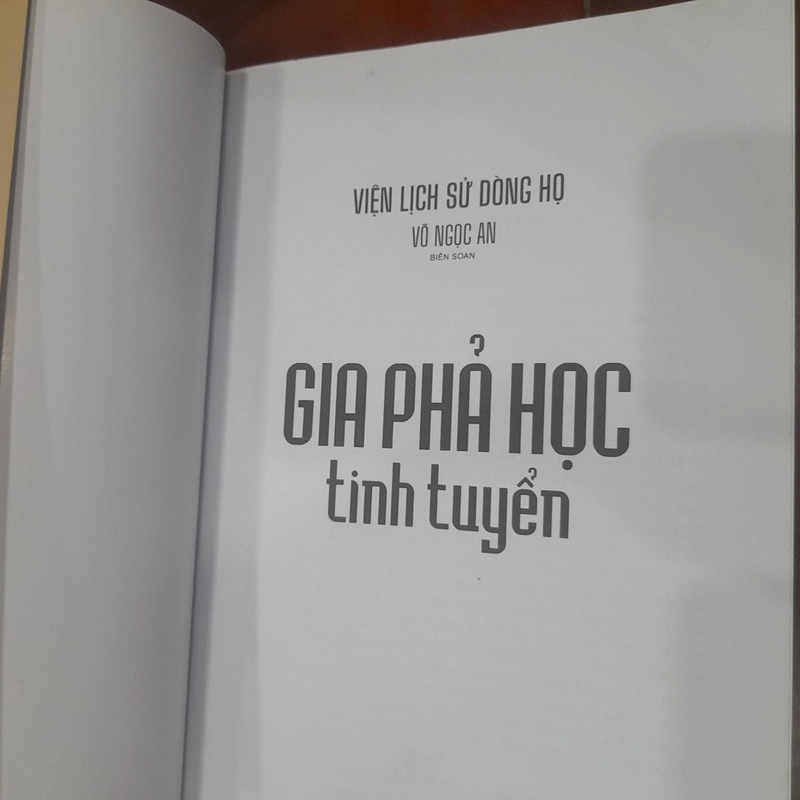 VIỆN LỊCH SỬ DÒNG HỌ
VÕ NGỌC AN
BIÊN SOẠN
GIA PHẢ HỌC
tinh tuyển